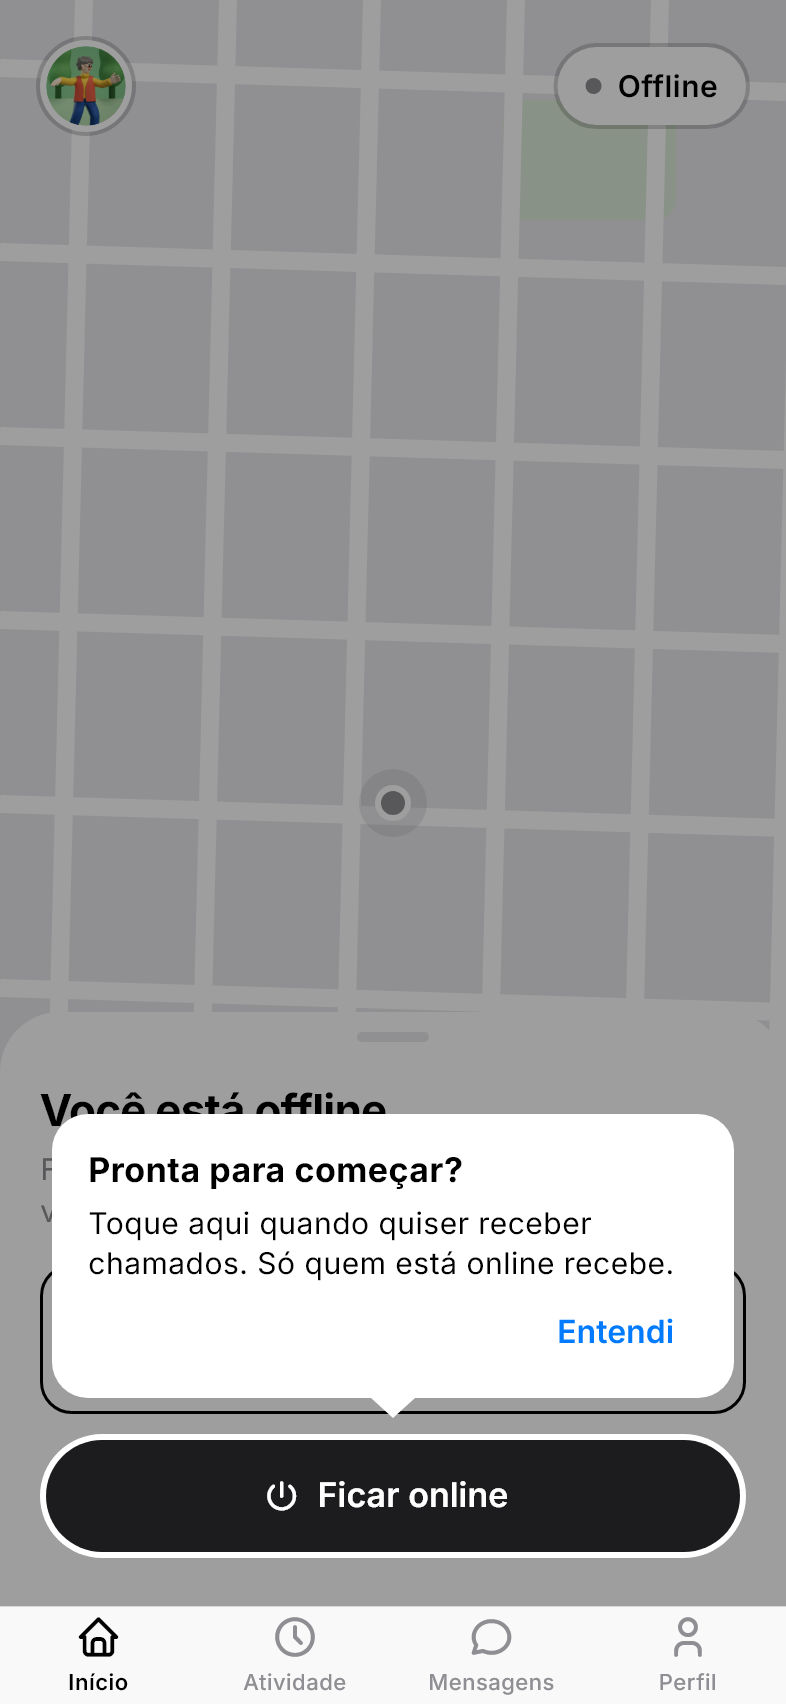 Offline
Você está offline
Pronta para começar?
Toque aqui quando quiser receber
chamados. Só quem está online recebe.
Entendi
Ficar online
Início
Atividade
Mensagens
Perfil